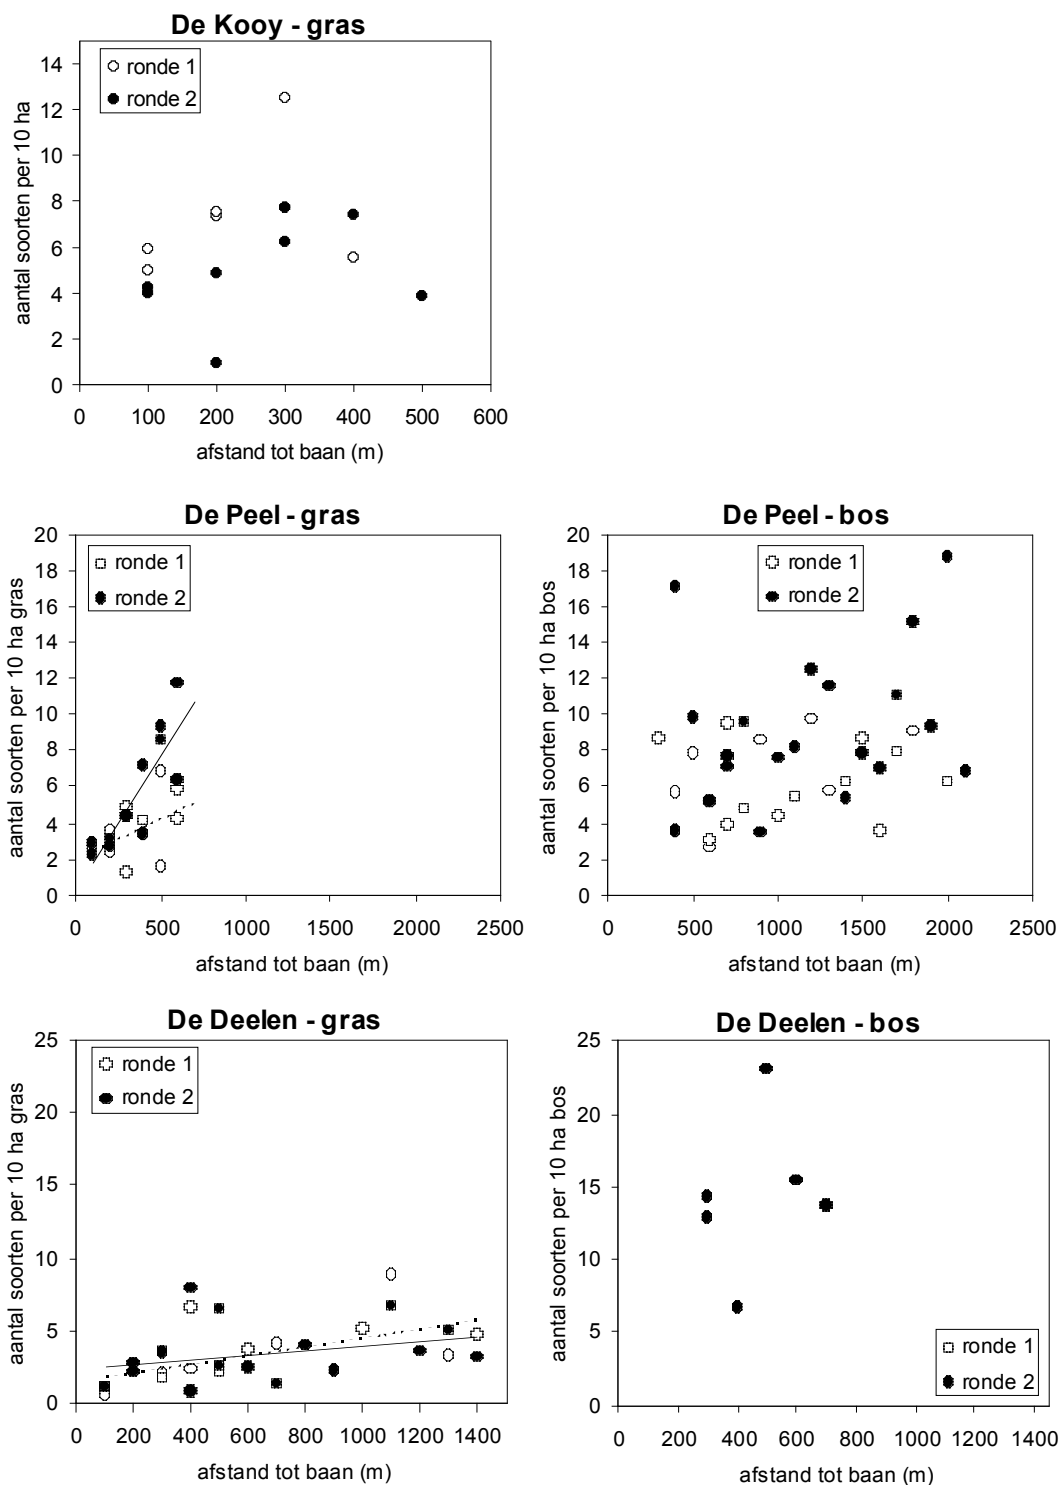 De Kooy - gras
ronde 1
ronde 2
aantal soorten per 10 ha
14
12
10
8
6
4
2
0
0 100 200 300 400 500 600
afstand tot baan (m)
De Peel - gras
ronde 1
ronde 2
aantal soorten per 10 ha gras
20
18
16
14
12
10
8
6
4
2
0
0 500 1000 1500 2000 2500
afstand tot baan (m)
De Peel - bos
ronde 1
ronde 2
aantal soorten per 10 ha bos
20
18
16
14
12
10
8
6
4
2
0
0 500 1000 1500 2000 2500
afstand tot baan (m)
De Deelen - gras
ronde 1
ronde 2
aantal soorten per 10 ha gras
25
20
15
10
5
0
0 200 400 600 800 1000 1200 1400
afstand tot baan (m)
De Deelen - bos
ronde 1
ronde 2
aantal soorten per 10 ha bos
25
20
15
10
5
0
0 200 400 600 800 1000 1200 1400
afstand tot baan (m)